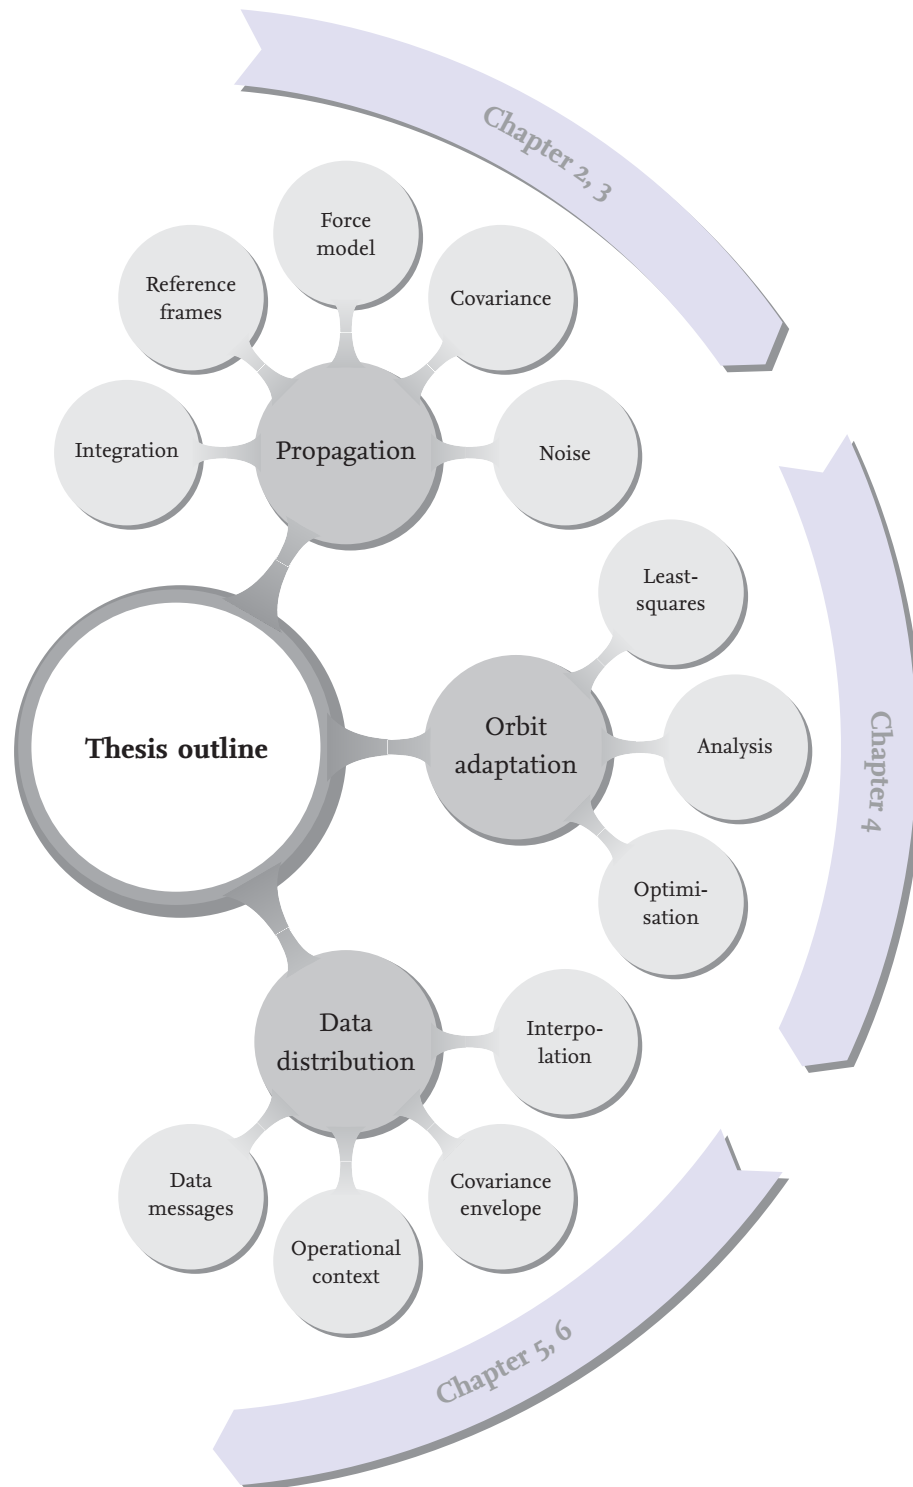 Chapter 2, 3
Force
model
Reference
frames
Covariance
Integration
Propagation
Noise
Least-
squares
Thesis outline
Orbit
adaptation
Analysis
Chapter 4
Optimi-
sation
Data
distribution
Interpo-
lation
Data
messages
Covariance
envelope
Operational
context
Chapter 5, 6